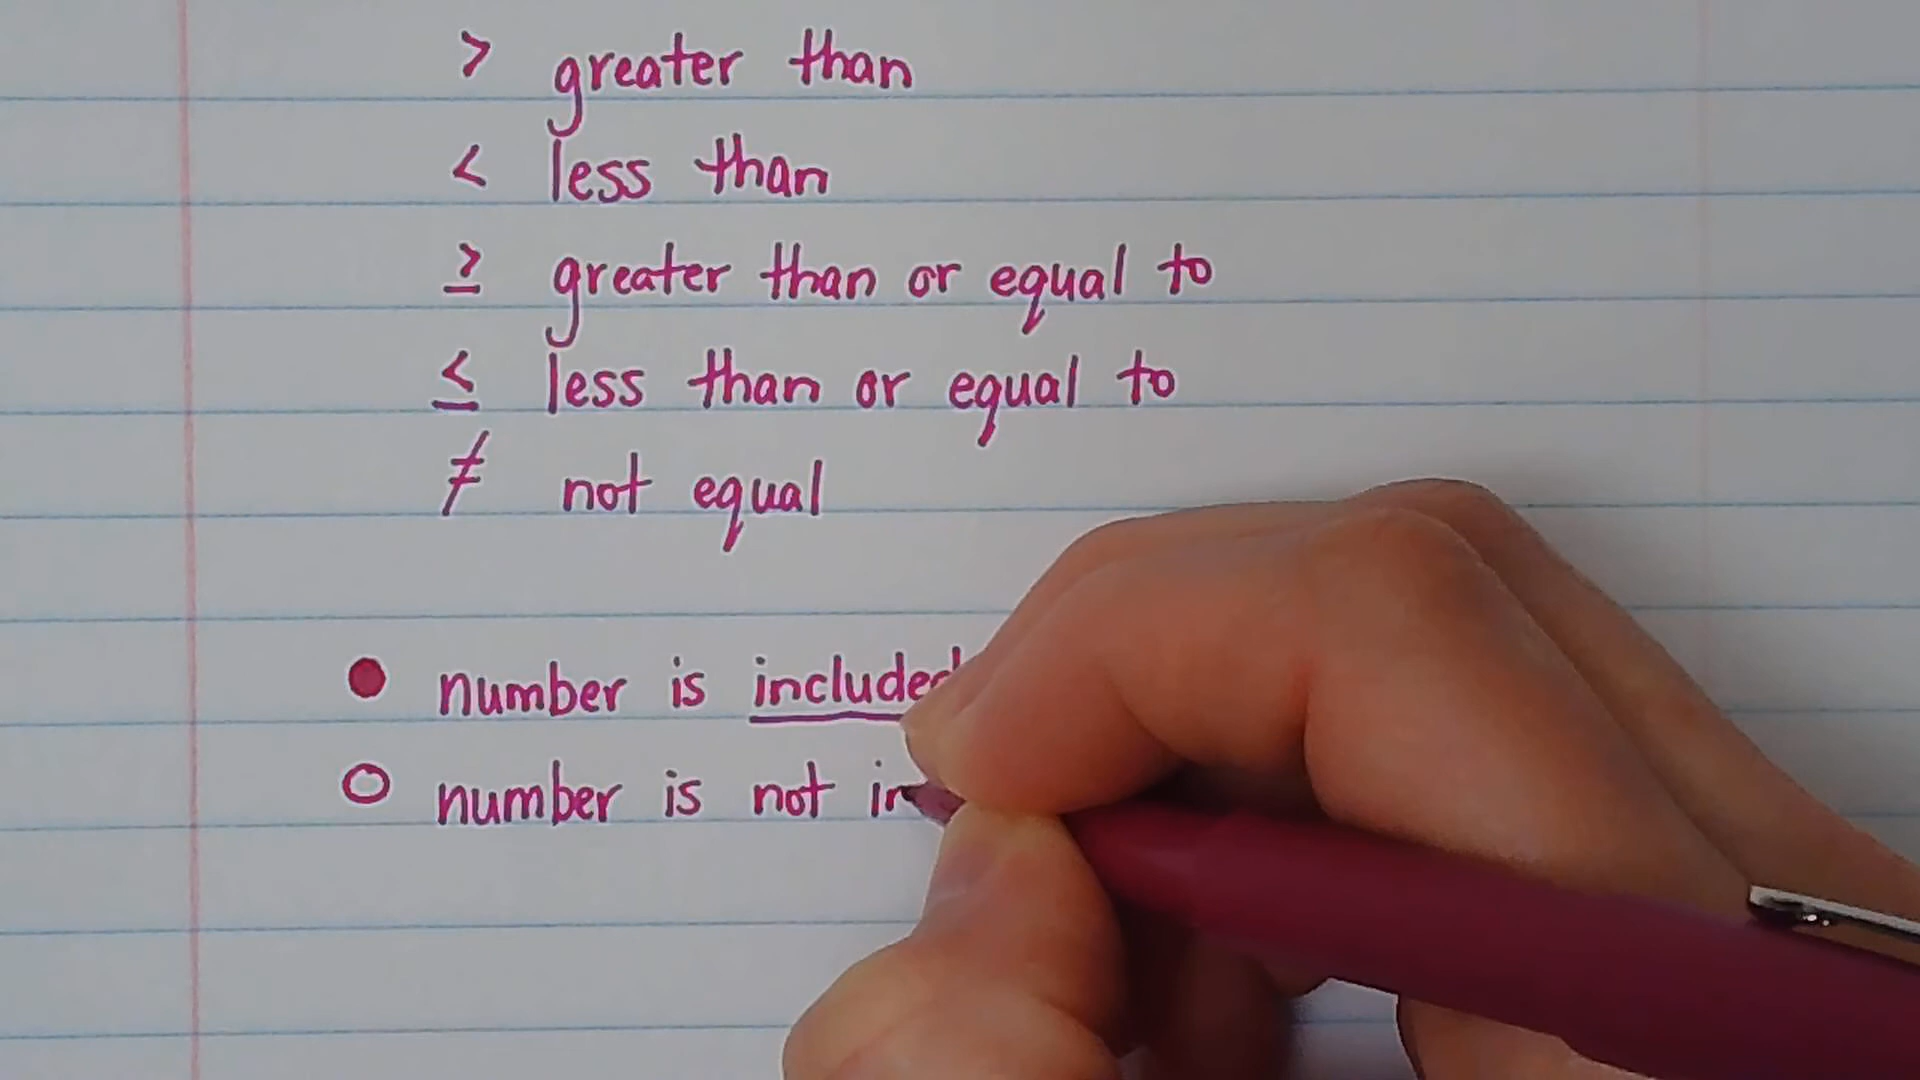 > greater than
< less than
≥ greater than or equal to
≤ less than or equal to
≠ not equal
● number is included
○ number is not in